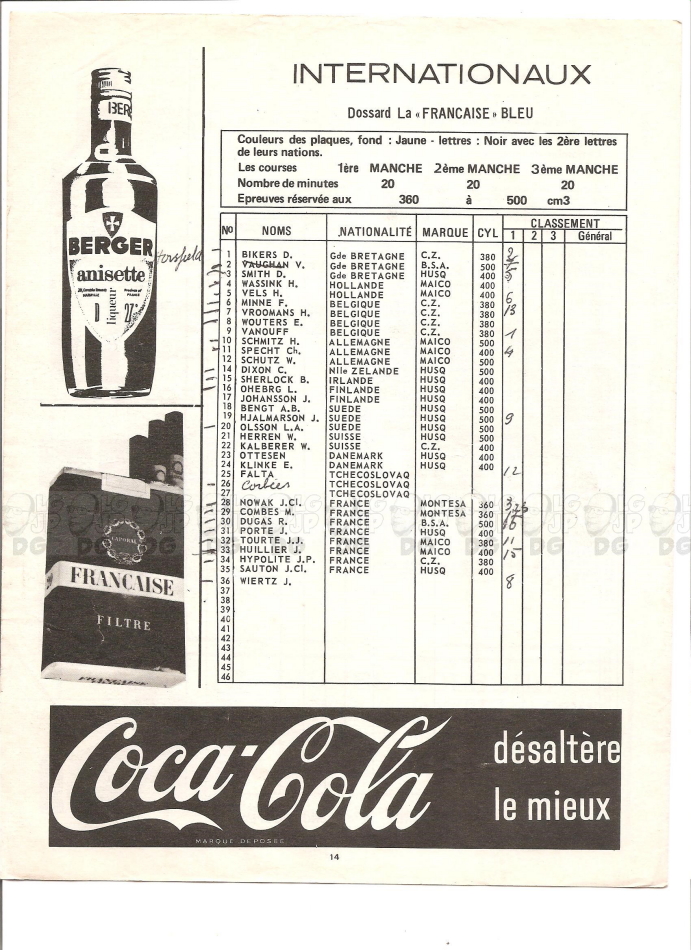 INTERNATIONAUX
Dossard La «FRANCAISE» BLEU
Couleurs des plaques, fond : Jaune - lettres : Noir avec les 2ère lettres
de leurs nations.
Les courses 1ère MANCHE 2ème MANCHE 3ème MANCHE
Nombre de minutes 20 20 20
Epreuves réservée aux 360 à 500 cm3
No NOMS NATIONALITÉ MARQUE CYL CLASSEMENT
1 2 3 Général
1 BIKERS D. Gde BRETAGNE C.Z. 380 2
2 VAUGHAN V. Gde BRETAGNE B.S.A. 500
Horsfield
3 SMITH D. Gde BRETAGNE HUSQ 400
4 WASSINK H. HOLLANDE MAICO 400
5 VELS H. HOLLANDE MAICO 400 6
6 MINNE F. BELGIQUE C.Z. 380 13
7 VROOMANS H. BELGIQUE C.Z. 380
8 WOUTERS E. BELGIQUE C.Z. 380
9 VANOUFF BELGIQUE C.Z. 380 1
10 SCHMITZ H. ALLEMAGNE MAICO 500
11 SPECHT Ch. ALLEMAGNE MAICO 400 4
12 SCHUTZ W. ALLEMAGNE MAICO 500
14 DIXON C. Nlle ZELANDE HUSQ 500
15 SHERLOCK B. IRLANDE HUSQ 400
16 OHEBRG L. FINLANDE HUSQ 400
17 JOHANSSON J. FINLANDE HUSQ 400
18 BENGT A.B. SUEDE HUSQ 500
19 HJALMARSON J. SUEDE HUSQ 500 9
20 OLSSON L.A. SUEDE HUSQ 500
21 HERREN W. SUISSE HUSQ 500
22 KALBERER W. SUISSE C.Z. 400
23 OTTESEN DANEMARK HUSQ 400
24 KLINKE E. DANEMARK HUSQ 400 12
25 FALTA TCHECOSLOVAQ
26 Corbies TCHECOSLOVAQ
27 TCHECOSLOVAQ
28 NOWAK J.Cl. FRANCE MONTESA 360 3
29 COMBES M. FRANCE MONTESA 360
30 DUGAS R. FRANCE B.S.A. 500
31 PORTE J. FRANCE HUSQ 400
32 TOURTE J.J. FRANCE MAICO 380 11
33 HUILLIER J. FRANCE MAICO 400 15
34 HYPOLITE J.P. FRANCE C.Z. 380
35 SAUTON J.Cl. FRANCE HUSQ 400
36 WIERTZ J. 8
37
38
39
40
41
42
43
44
45
46
BERGER
anisette
liqueur
CAPORAL
FRANÇAISE
FILTRE
Coca-Cola
MARQUE DEPOSEE
désaltère
le mieux
14
DG